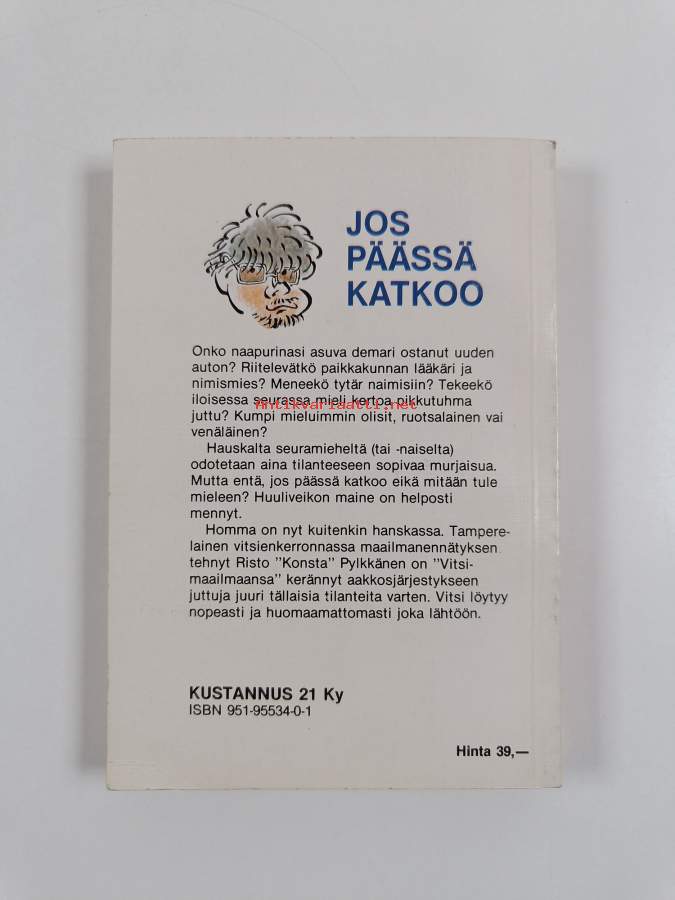 JOS
PÄÄSSÄ
KATKOO
Onko naapurinasi asuva demari ostanut uuden
auton? Riitelevätkö paikkakunnan lääkäri ja
nimismies? Meneekö tytär naimisiin? Tekeekö
iloisessa seurassa mieli kertoa pikkutuhma
Antikvariaatti.net
juttu? Kumpi mieluimmin olisit, ruotsalainen vai
venäläinen?
Hauskalta seuramieheltä (tai -naiselta)
odotetaan aina tilanteeseen sopivaa murjaisua.
Mutta entä, jos päässä katkoo eikä mitään tule
mieleen? Huuliveikon maine on helposti
mennyt.
Homma on nyt kuitenkin hanskassa. Tampere-
lainen vitsienkerronnassa maailmanennätyksen
tehnyt Risto "Konsta" Pylkkänen on "Vitsi-
maailmaansa" kerännyt aakkosjärjestykseen
juttuja juuri tällaisia tilanteita varten. Vitsi löytyy
nopeasti ja huomaamattomasti joka lähtöön.
KUSTANNUS 21 Ky
ISBN 951-95534-0-1
Hinta 39,—